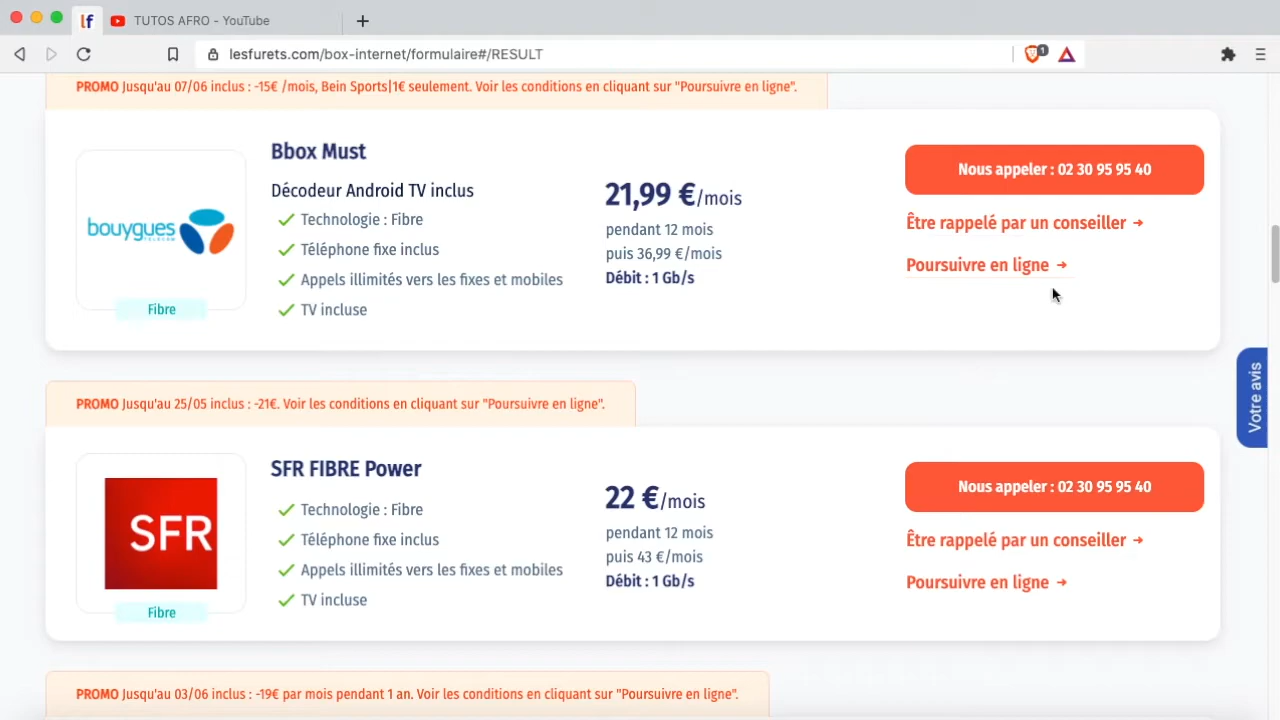 lf
TUTOS AFRO - YouTube
lesfurets.com/box-internet/formulaire#/RESULT
1
PROMO Jusqu'au 07/06 inclus : -15€ /mois, Bein Sports|1€ seulement. Voir les conditions en cliquant sur "Poursuivre en ligne".
bouygues
TELECOM
Fibre
Bbox Must
Décodeur Android TV inclus
Technologie : Fibre
Téléphone fixe inclus
Appels illimités vers les fixes et mobiles
TV incluse
21,99 €/mois
pendant 12 mois
puis 36,99 €/mois
Débit : 1 Gb/s
Nous appeler : 02 30 95 95 40
Être rappelé par un conseiller →
Poursuivre en ligne →
Votre avis
PROMO Jusqu'au 25/05 inclus : -21€. Voir les conditions en cliquant sur "Poursuivre en ligne".
SFR
Fibre
SFR FIBRE Power
Technologie : Fibre
Téléphone fixe inclus
Appels illimités vers les fixes et mobiles
TV incluse
22 €/mois
pendant 12 mois
puis 43 €/mois
Débit : 1 Gb/s
Nous appeler : 02 30 95 95 40
Être rappelé par un conseiller →
Poursuivre en ligne →
PROMO Jusqu'au 03/06 inclus : -19€ par mois pendant 1 an. Voir les conditions en cliquant sur "Poursuivre en ligne".